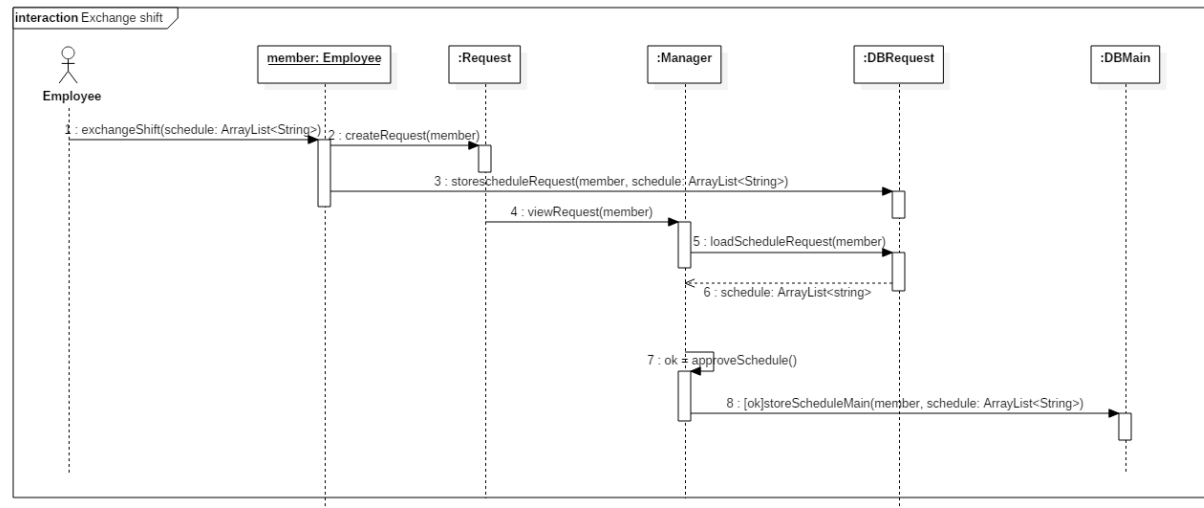 interaction Exchange shift
member: Employee
:Request
:Manager
:DBRequest
:DBMain
Employee
1 : exchangeShift(schedule: ArrayList<String>)
2 : createRequest(member)
3 : storescheduleRequest(member, schedule: ArrayList<String>)
4 : viewRequest(member)
5 : loadScheduleRequest(member)
6 : schedule: ArrayList<string>
7 : ok = approveSchedule()
8 : [ok]storeScheduleMain(member, schedule: ArrayList<String>)